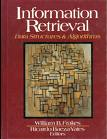 Information
Retrieval
Data Structures & Algorithms
William B. Frakes
Ricardo Baeza-Yates
Editors